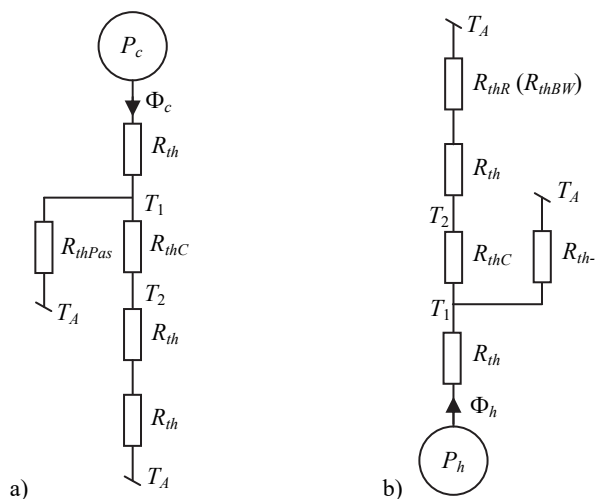 P_c
Φ_c
R_th
T_1
R_thPas
R_thC
T_A
T_2
R_th
R_th
T_A
a)
T_A
R_thR (R_thBW)
R_th
T_A
T_2
R_thC
R_th-
T_1
R_th
Φ_h
P_h
b)